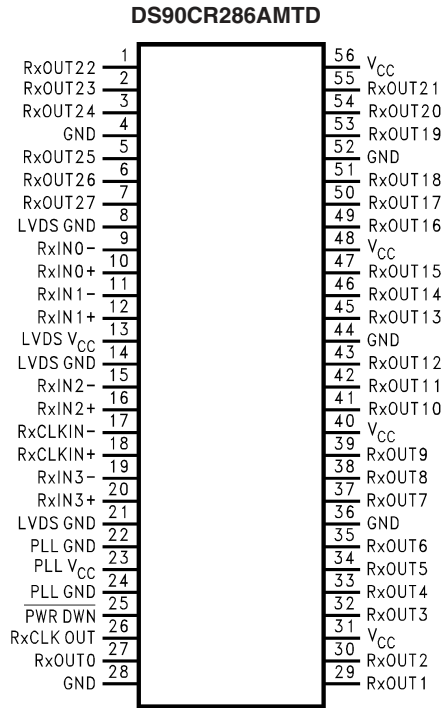 DS90CR286AMTD
RxOUT22 1 56 VCC
RxOUT23 2 55 RxOUT21
RxOUT24 3 54 RxOUT20
GND 4 53 RxOUT19
RxOUT25 5 52 GND
RxOUT26 6 51 RxOUT18
RxOUT27 7 50 RxOUT17
LVDS GND 8 49 RxOUT16
RxIN0- 9 48 VCC
RxIN0+ 10 47 RxOUT15
RxIN1- 11 46 RxOUT14
RxIN1+ 12 45 RxOUT13
LVDS VCC 13 44 GND
LVDS GND 14 43 RxOUT12
RxIN2- 15 42 RxOUT11
RxIN2+ 16 41 RxOUT10
RxCLKIN- 17 40 VCC
RxCLKIN+ 18 39 RxOUT9
RxIN3- 19 38 RxOUT8
RxIN3+ 20 37 RxOUT7
LVDS GND 21 36 GND
PLL GND 22 35 RxOUT6
PLL VCC 23 34 RxOUT5
PLL GND 24 33 RxOUT4
PWR DWN 25 32 RxOUT3
RxCLK OUT 26 31 VCC
RxOUT0 27 30 RxOUT2
GND 28 29 RxOUT1